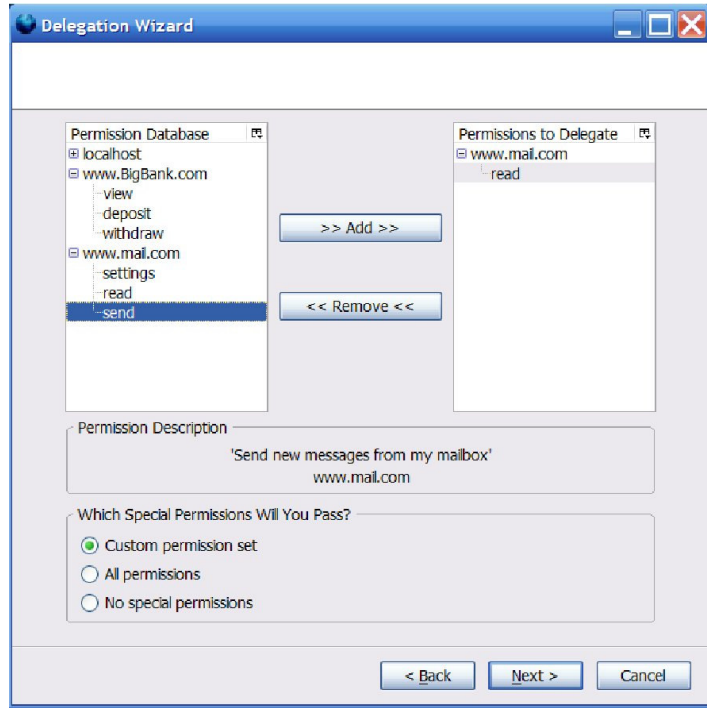 Delegation Wizard
Permission Database
localhost
www.BigBank.com
view
deposit
withdraw
www.mail.com
settings
read
send
>> Add >>
<< Remove <<
Permissions to Delegate
www.mail.com
read
Permission Description
'Send new messages from my mailbox'
www.mail.com
Which Special Permissions Will You Pass?
Custom permission set
All permissions
No special permissions
< Back
Next >
Cancel